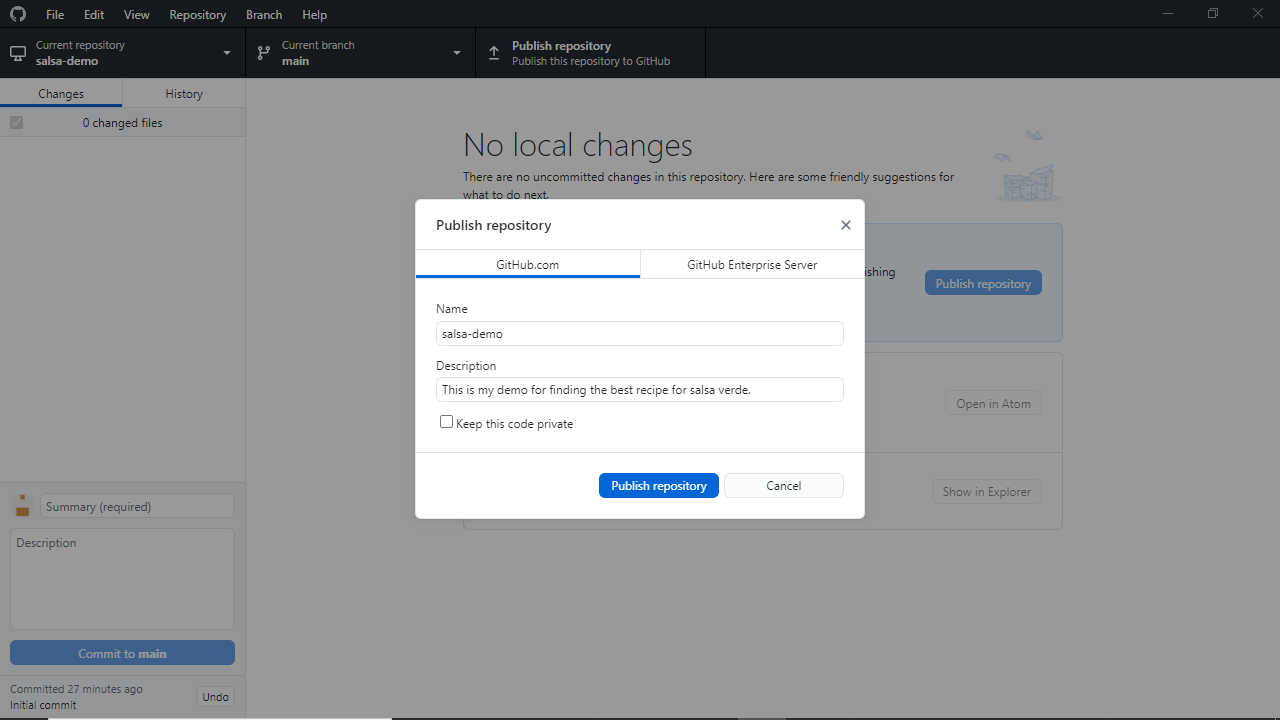 File Edit View Repository Branch Help
Current repository
salsa-demo
Current branch
main
Publish repository
Publish this repository to GitHub
Changes History
0 changed files
No local changes
There are no uncommitted changes in this repository. Here are some friendly suggestions for
what to do next.
Publish repository
GitHub.com GitHub Enterprise Server
ishing
Publish repository
Name
salsa-demo
Description
This is my demo for finding the best recipe for salsa verde.
Keep this code private
Open in Atom
Publish repository Cancel
Show in Explorer
Summary (required)
Description
Commit to main
Committed 27 minutes ago
Initial commit
Undo